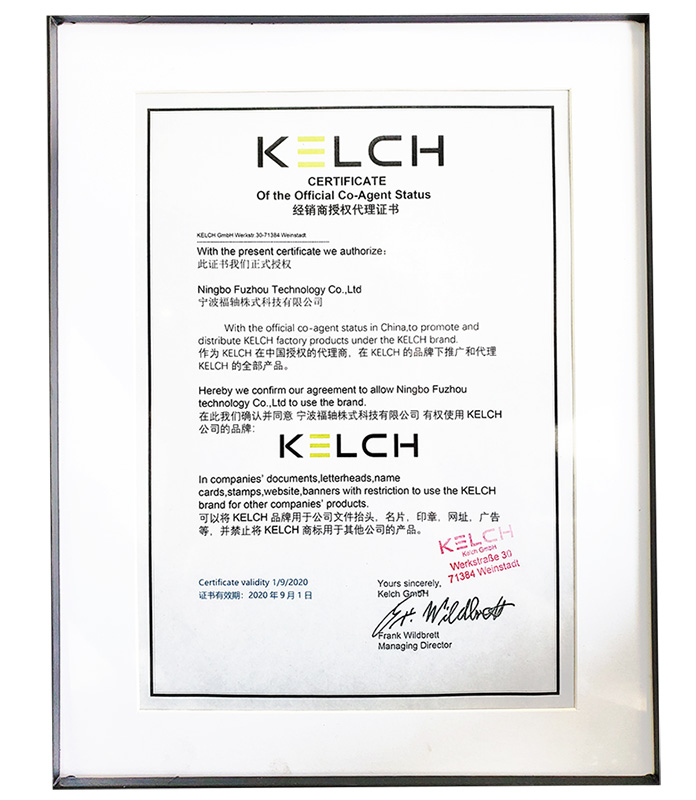 KELCH
CERTIFICATE
Of the Official Co-Agent Status
经销商授权代理证书
KELCH GmbH Werkstr.30-71384 Weinstadt
With the present certificate we authorize:
此证书我们正式授权
Ningbo Fuzhou Technology Co.,Ltd
宁波福轴株式科技有限公司
With the official co-agent status in China,to promote and
distribute KELCH factory products under the KELCH brand.
作为 KELCH 在中国授权的代理商，在 KELCH 的品牌下推广和代理
KELCH 的全部产品。
Hereby we confirm our agreement to allow Ningbo Fuzhou
technology Co.,Ltd to use the brand.
在此我们确认并同意 宁波福轴株式科技有限公司 有权使用 KELCH
公司的品牌:
KELCH
In companies' documents,letterheads,name
cards,stamps,website,banners with restriction to use the KELCH
brand for other companies' products.
可以将 KELCH 品牌用于公司文件抬头，名片，印章，网址，广告
等，并禁止将 KELCH 商标用于其他公司的产品。
KELCH
Kelch GmbH
Werkstraße 30
71384 Weinstadt
Certificate validity 1/9/2020
证书有效期：2020 年 9 月 1 日
Yours sincerely,
Kelch GmbH
Wildbrett
Frank Wildbrett
Managing Director